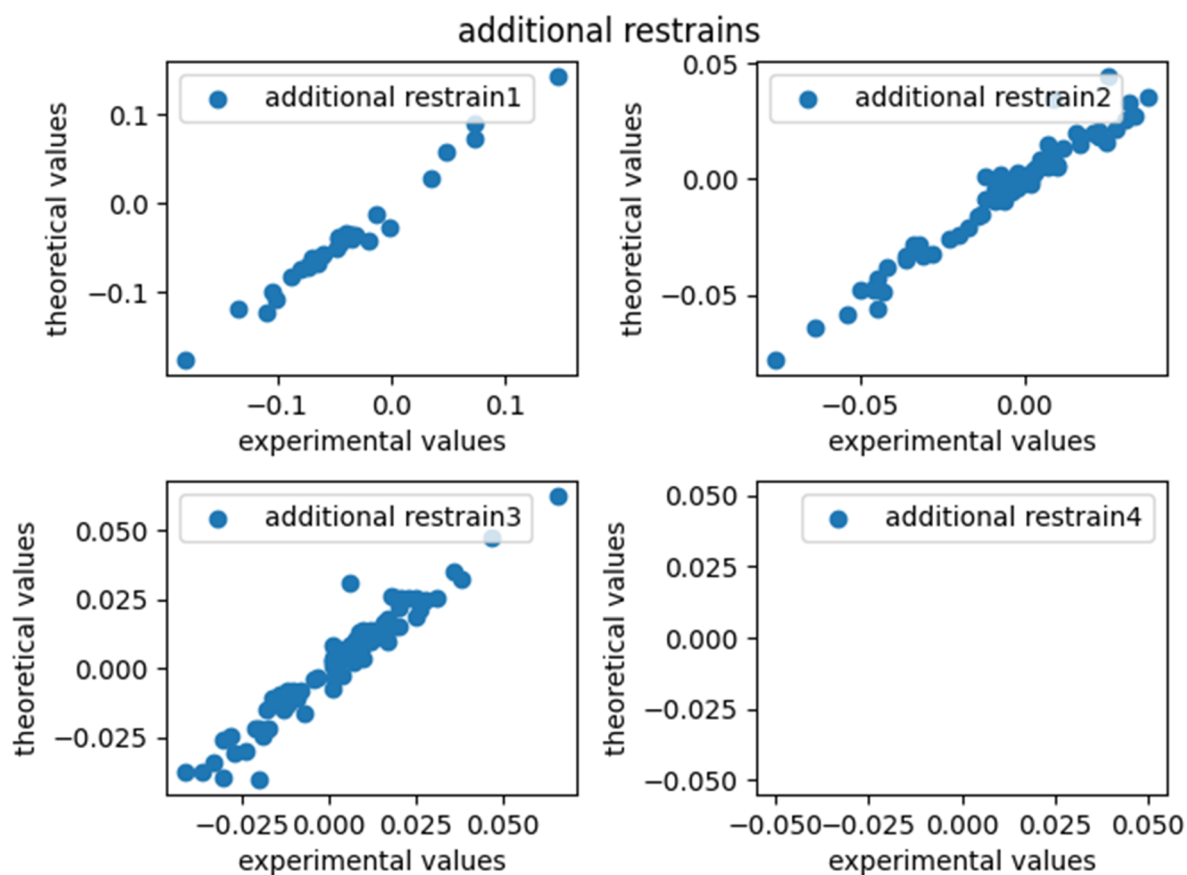 additional restrains
additional restrain1
theoretical values
0.1
0.0
−0.1
−0.1 0.0 0.1
experimental values
additional restrain2
theoretical values
0.05
0.00
−0.05
−0.05 0.00
experimental values
additional restrain3
theoretical values
0.050
0.025
0.000
−0.025
−0.025 0.000 0.025 0.050
experimental values
additional restrain4
theoretical values
0.050
0.025
0.000
−0.025
−0.050
−0.050 −0.025 0.000 0.025 0.050
experimental values